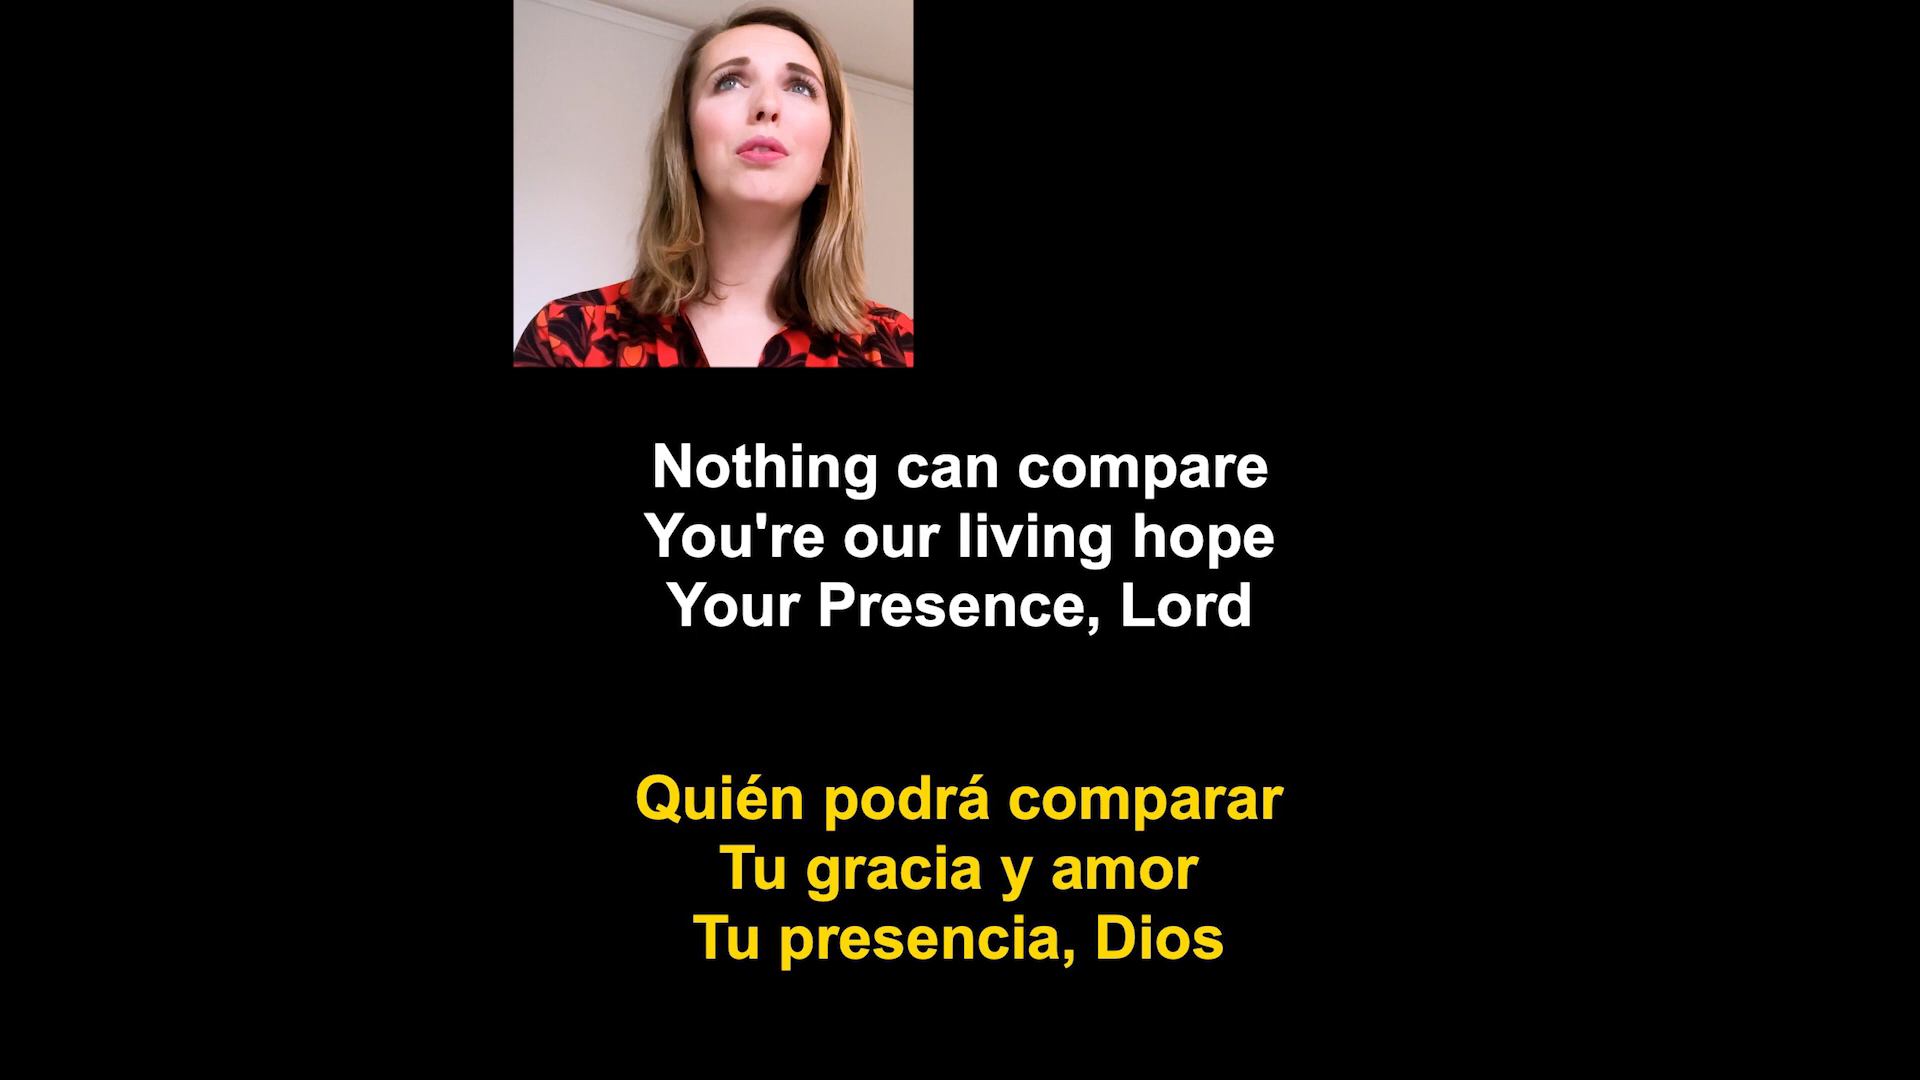 Nothing can compare
You're our living hope
Your Presence, Lord
Quién podrá comparar
Tu gracia y amor
Tu presencia, Dios